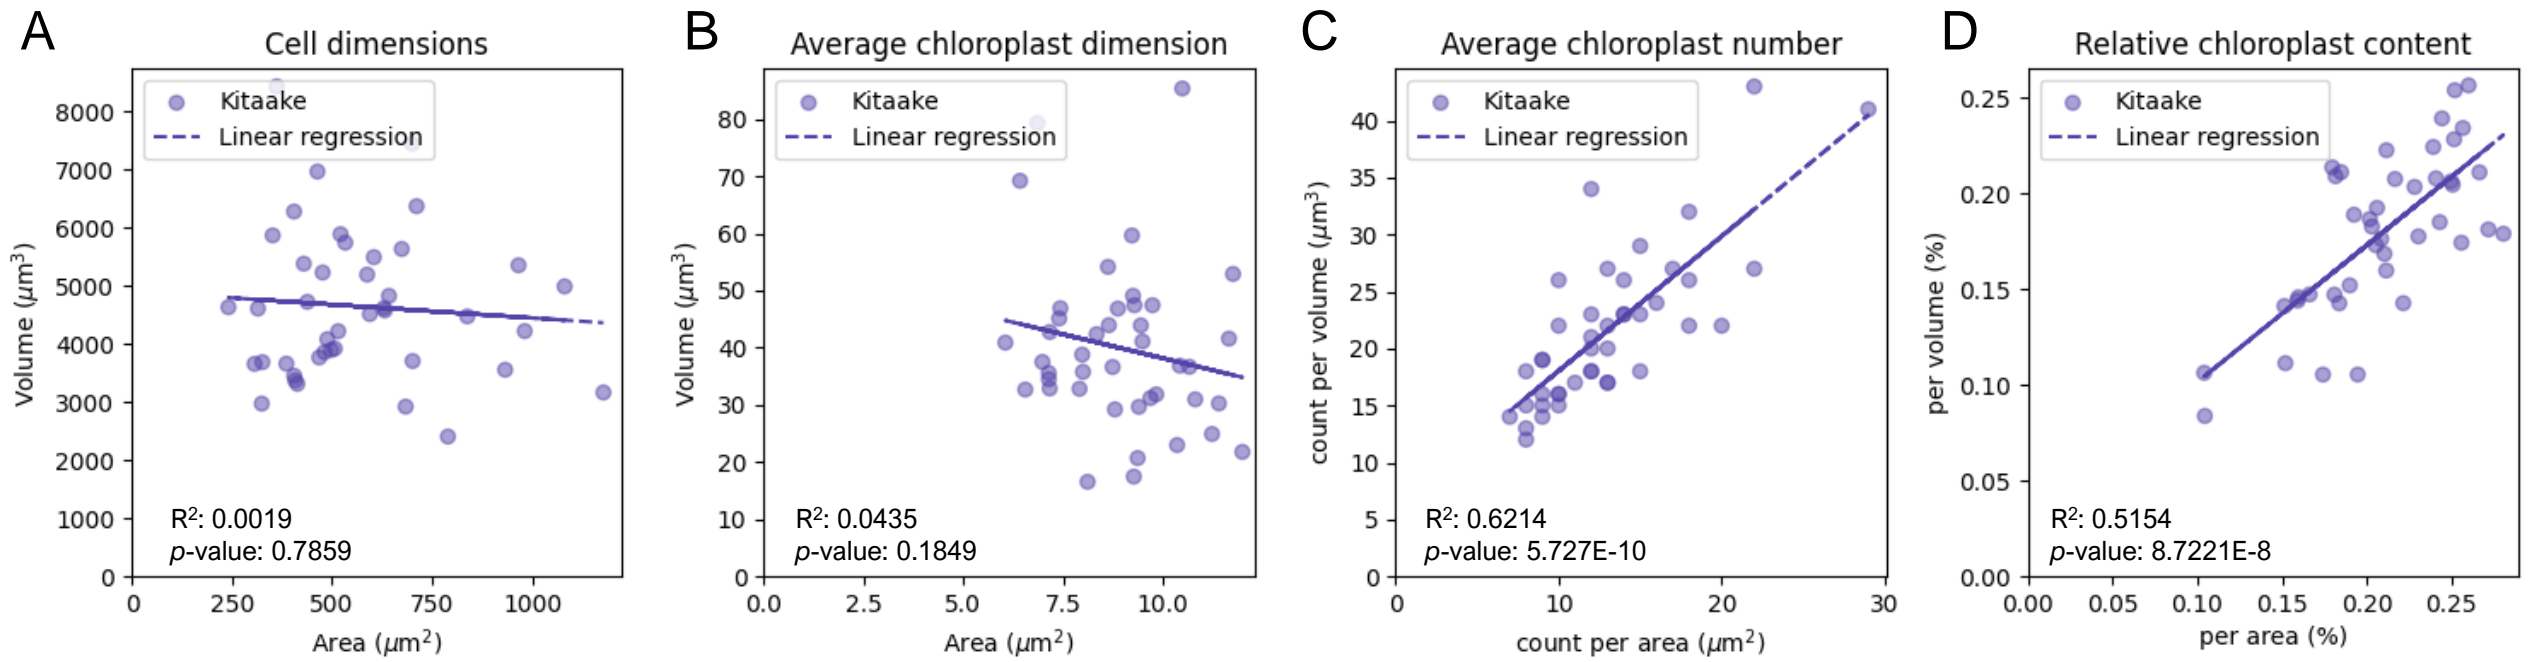 A
Cell dimensions
Kitaake
Linear regression
8000
7000
6000
5000
4000
3000
2000
1000
0
Volume (μm³)
R²: 0.0019
p-value: 0.7859
0 250 500 750 1000
Area (μm²)
B
Average chloroplast dimension
Kitaake
Linear regression
80
70
60
50
40
30
20
10
0
Volume (μm³)
R²: 0.0435
p-value: 0.1849
0.0 2.5 5.0 7.5 10.0
Area (μm²)
C
Average chloroplast number
Kitaake
Linear regression
40
35
30
25
20
15
10
5
0
count per volume (μm³)
R²: 0.6214
p-value: 5.727E-10
0 10 20 30
count per area (μm²)
D
Relative chloroplast content
Kitaake
Linear regression
0.25
0.20
0.15
0.10
0.05
0.00
per volume (%)
R²: 0.5154
p-value: 8.7221E-8
0.00 0.05 0.10 0.15 0.20 0.25
per area (%)